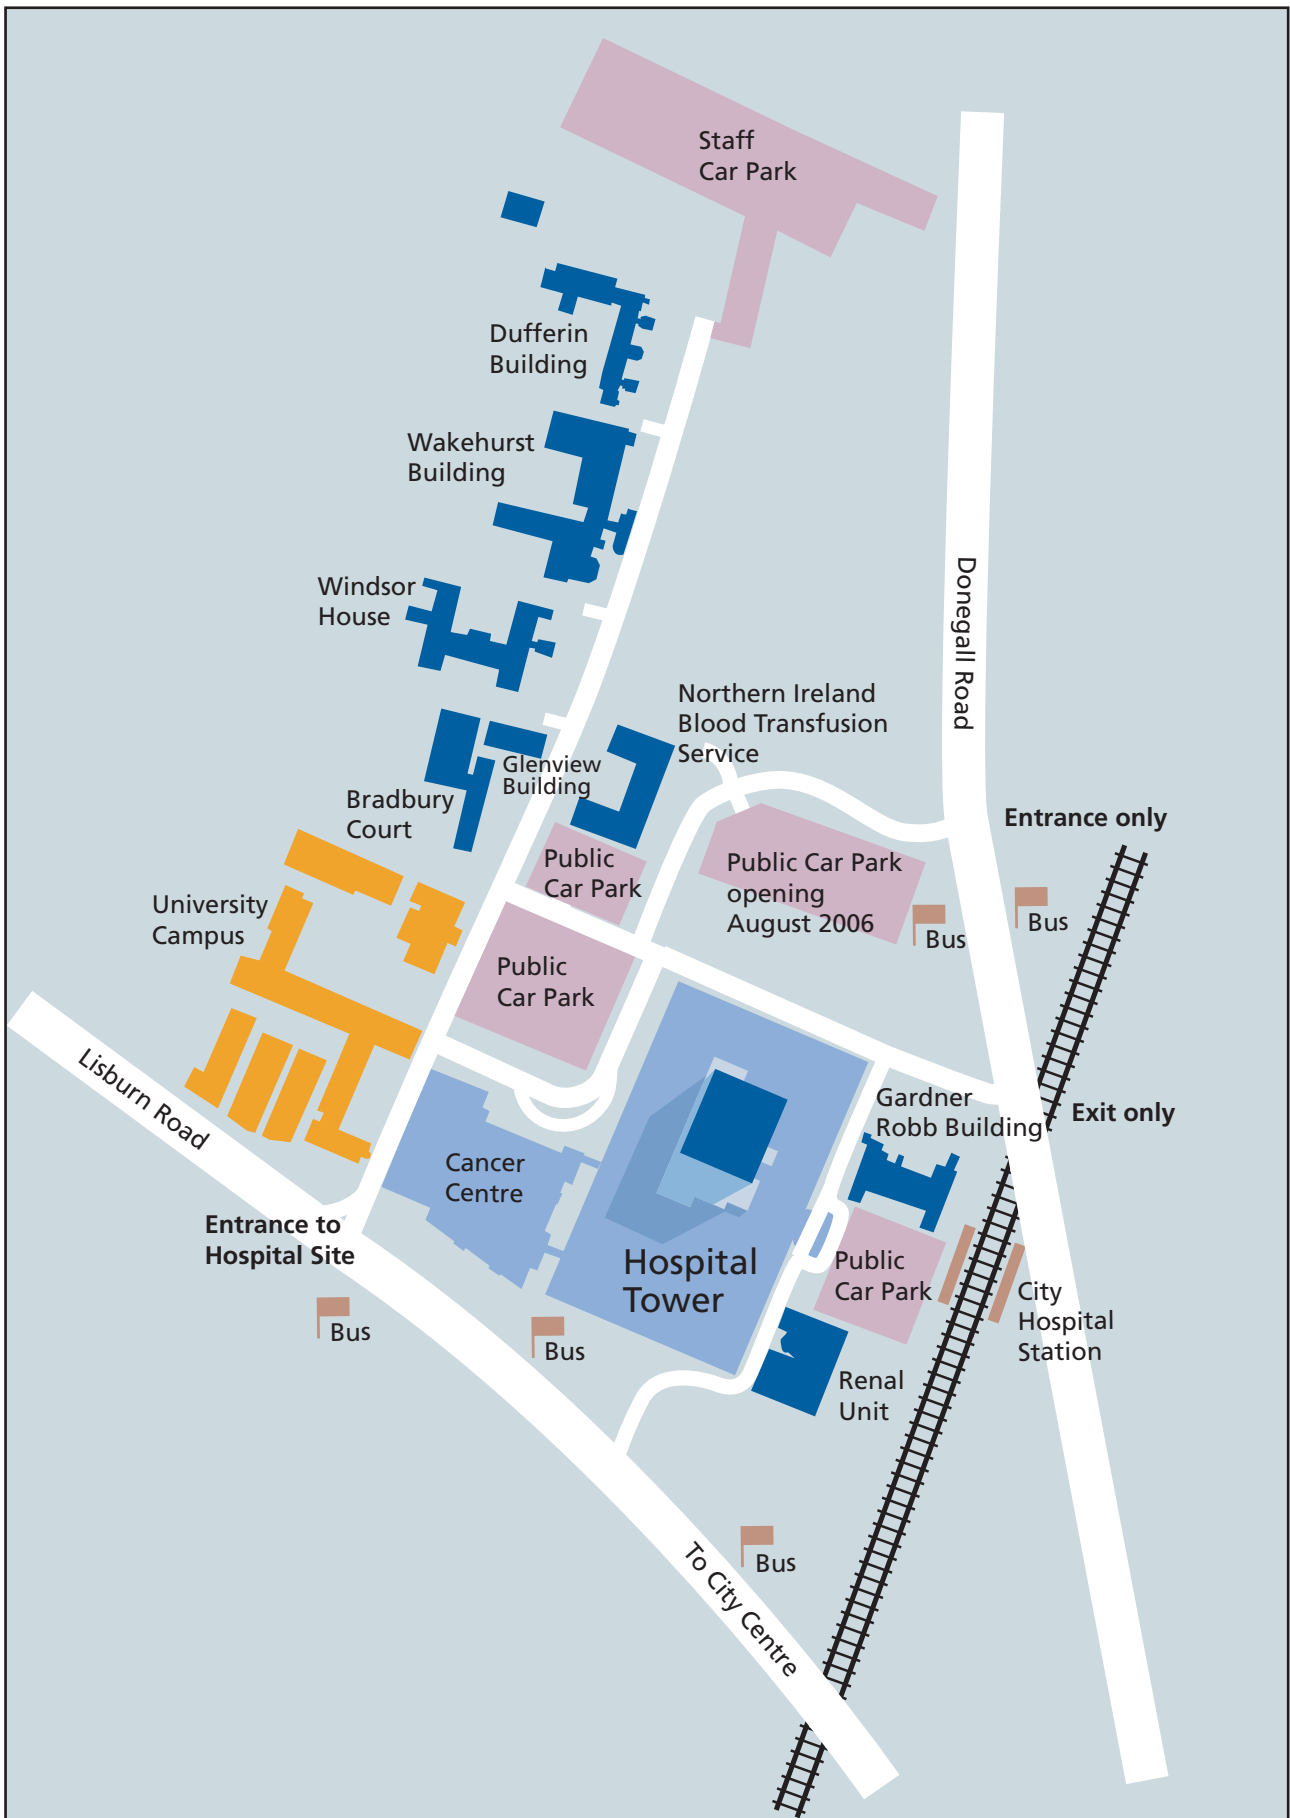 Staff
Car Park
Dufferin
Building
Wakehurst
Building
Windsor
House
Donegall Road
Northern Ireland
Blood Transfusion
Service
Glenview
Building
Bradbury
Court
Entrance only
Public
Car Park
Public Car Park
opening
August 2006
University
Campus
Bus
Bus
Public
Car Park
Lisburn Road
Gardner
Robb Building
Exit only
Cancer
Centre
Entrance to
Hospital Site
Hospital
Tower
Public
Car Park
City
Hospital
Station
Bus
Bus
Renal
Unit
Bus
To City Centre